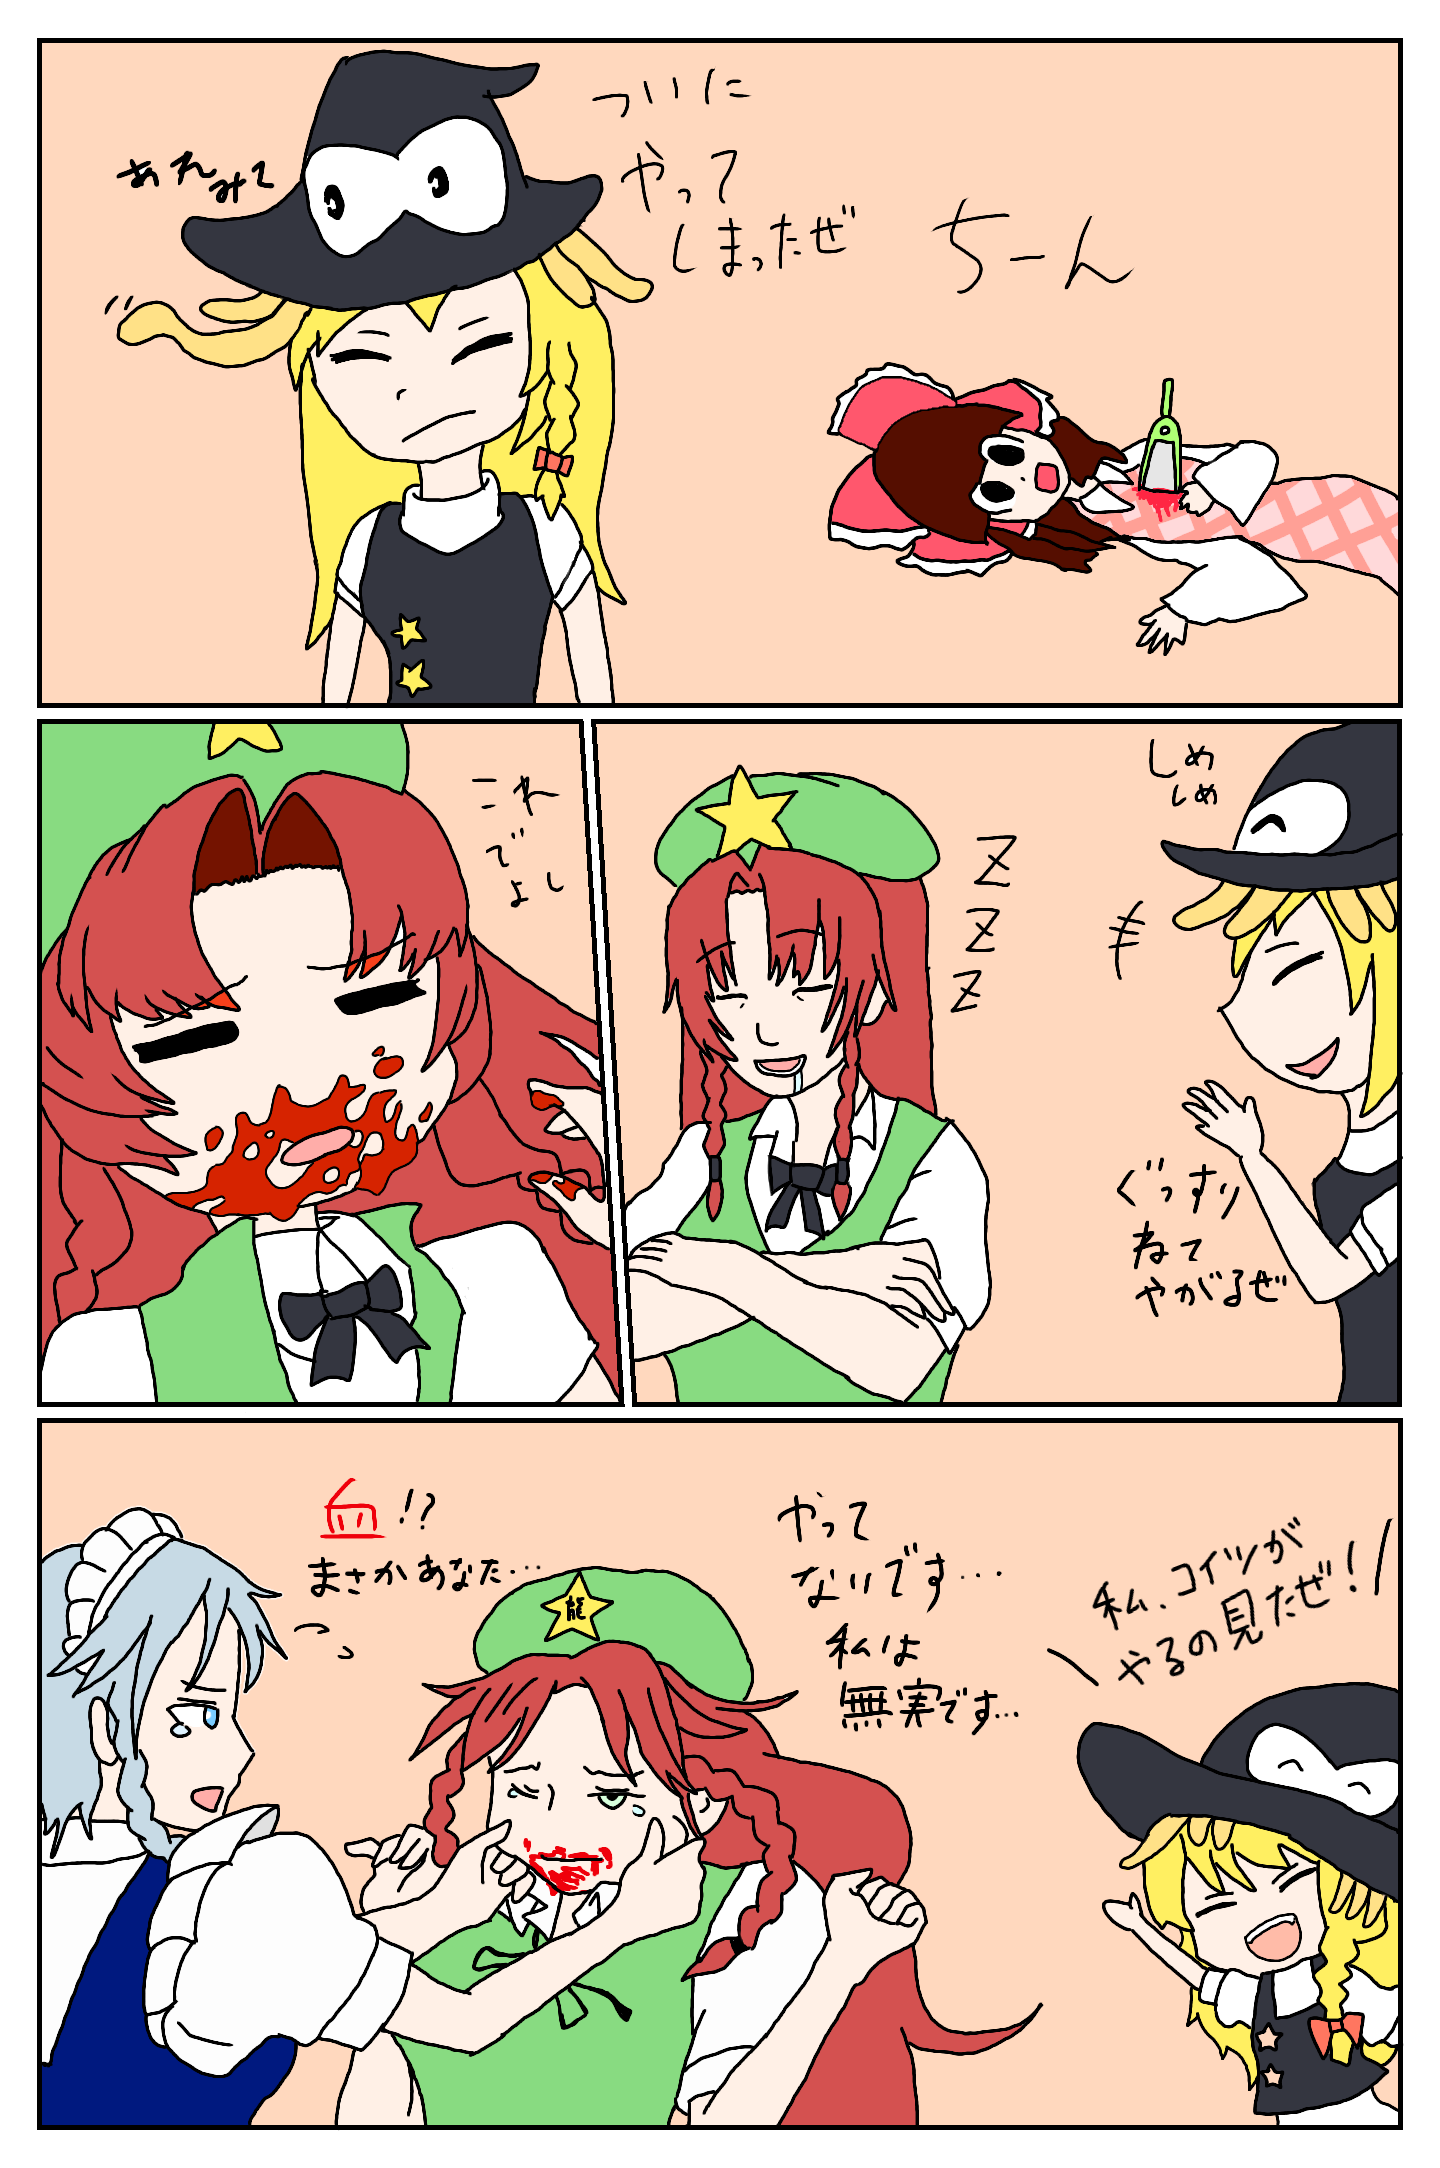 ついに
やって
しまったぜ
ちーん
あれみて
しめ
しめ
Z
Z
Z
ぐっすり
ねて
やがるぜ
これ
で
よし
私、コイツが
やるの見たぜ!
やって
ないです…
私は
無実です…
血!?
まさかあなた…
龍